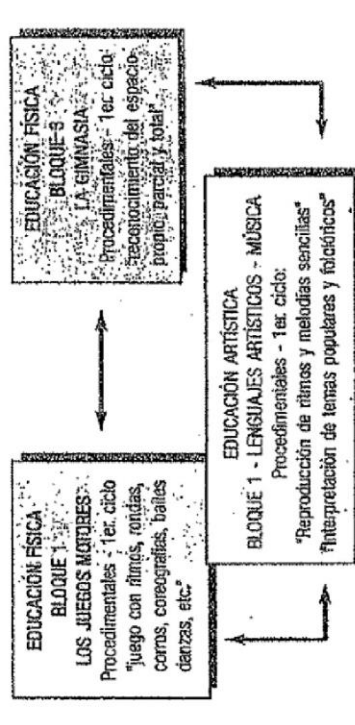 EDUCACIÓN FÍSICA
BLOQUE 1
LOS JUEGOS MOTORES
Procedimentales - 1er. ciclo
"juego con ritmos, rondas,
corros, coreografías, bailes
danzas, etc."
EDUCACIÓN FÍSICA
BLOQUE 3
LA GIMNASIA
Procedimentales - 1er. ciclo:
"reconocimiento del espacio
propio, parcial y total"
EDUCACIÓN ARTÍSTICA
BLOQUE 1 - LENGUAJES ARTÍSTICOS - MÚSICA
Procedimentales - 1er. ciclo:
"Reproducción de ritmos y melodías sencillas"
"Interpretación de temas populares y folclóricos"